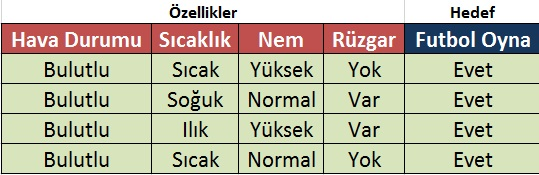 Özellikler Hedef
Hava Durumu Sıcaklık Nem Rüzgar Futbol Oyna
Bulutlu Sıcak Yüksek Yok Evet
Bulutlu Soğuk Normal Var Evet
Bulutlu Ilık Yüksek Var Evet
Bulutlu Sıcak Normal Yok Evet